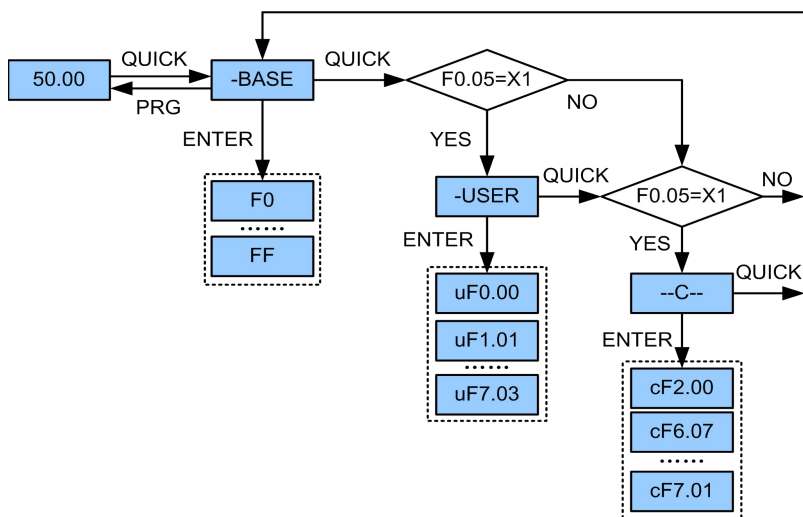 50.00
QUICK
PRG
-BASE
QUICK
F0.05=X1
NO
ENTER
F0
......
FF
YES
-USER
QUICK
F0.05=X1
NO
ENTER
uF0.00
uF1.01
......
uF7.03
YES
--C--
QUICK
ENTER
cF2.00
cF6.07
......
cF7.01